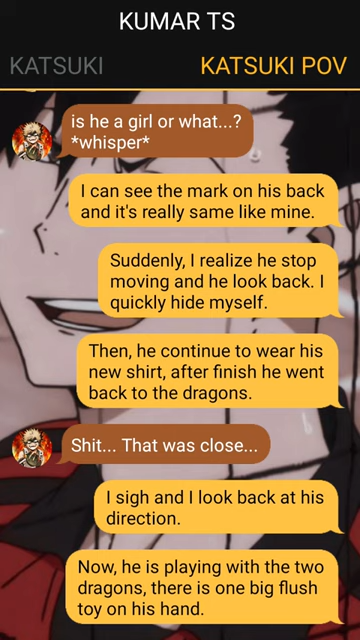 KUMAR TS
KATSUKI
KATSUKI POV
is he a girl or what...?
*whisper*
I can see the mark on his back
and it's really same like mine.
Suddenly, I realize he stop
moving and he look back. I
quickly hide myself.
Then, he continue to wear his
new shirt, after finish he went
back to the dragons.
Shit... That was close...
I sigh and I look back at his
direction.
Now, he is playing with the two
dragons, there is one big flush
toy on his hand.